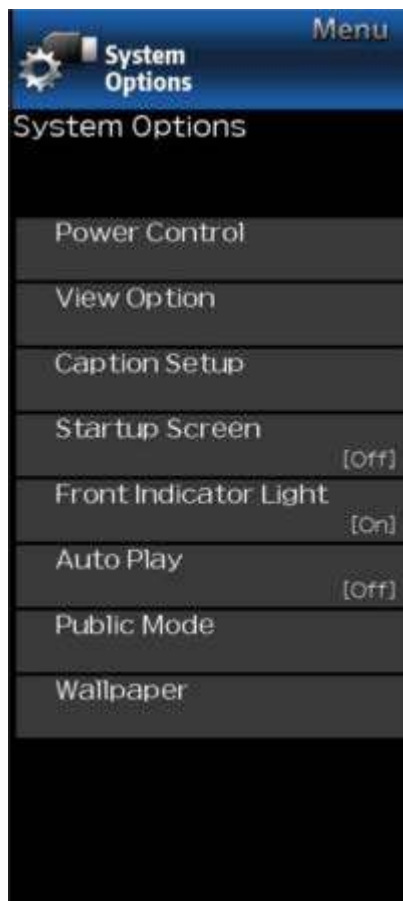 Menu
System
Options
System Options
Power Control
View Option
Caption Setup
Startup Screen
[Off]
Front Indicator Light
[On]
Auto Play
[Off]
Public Mode
Wallpaper